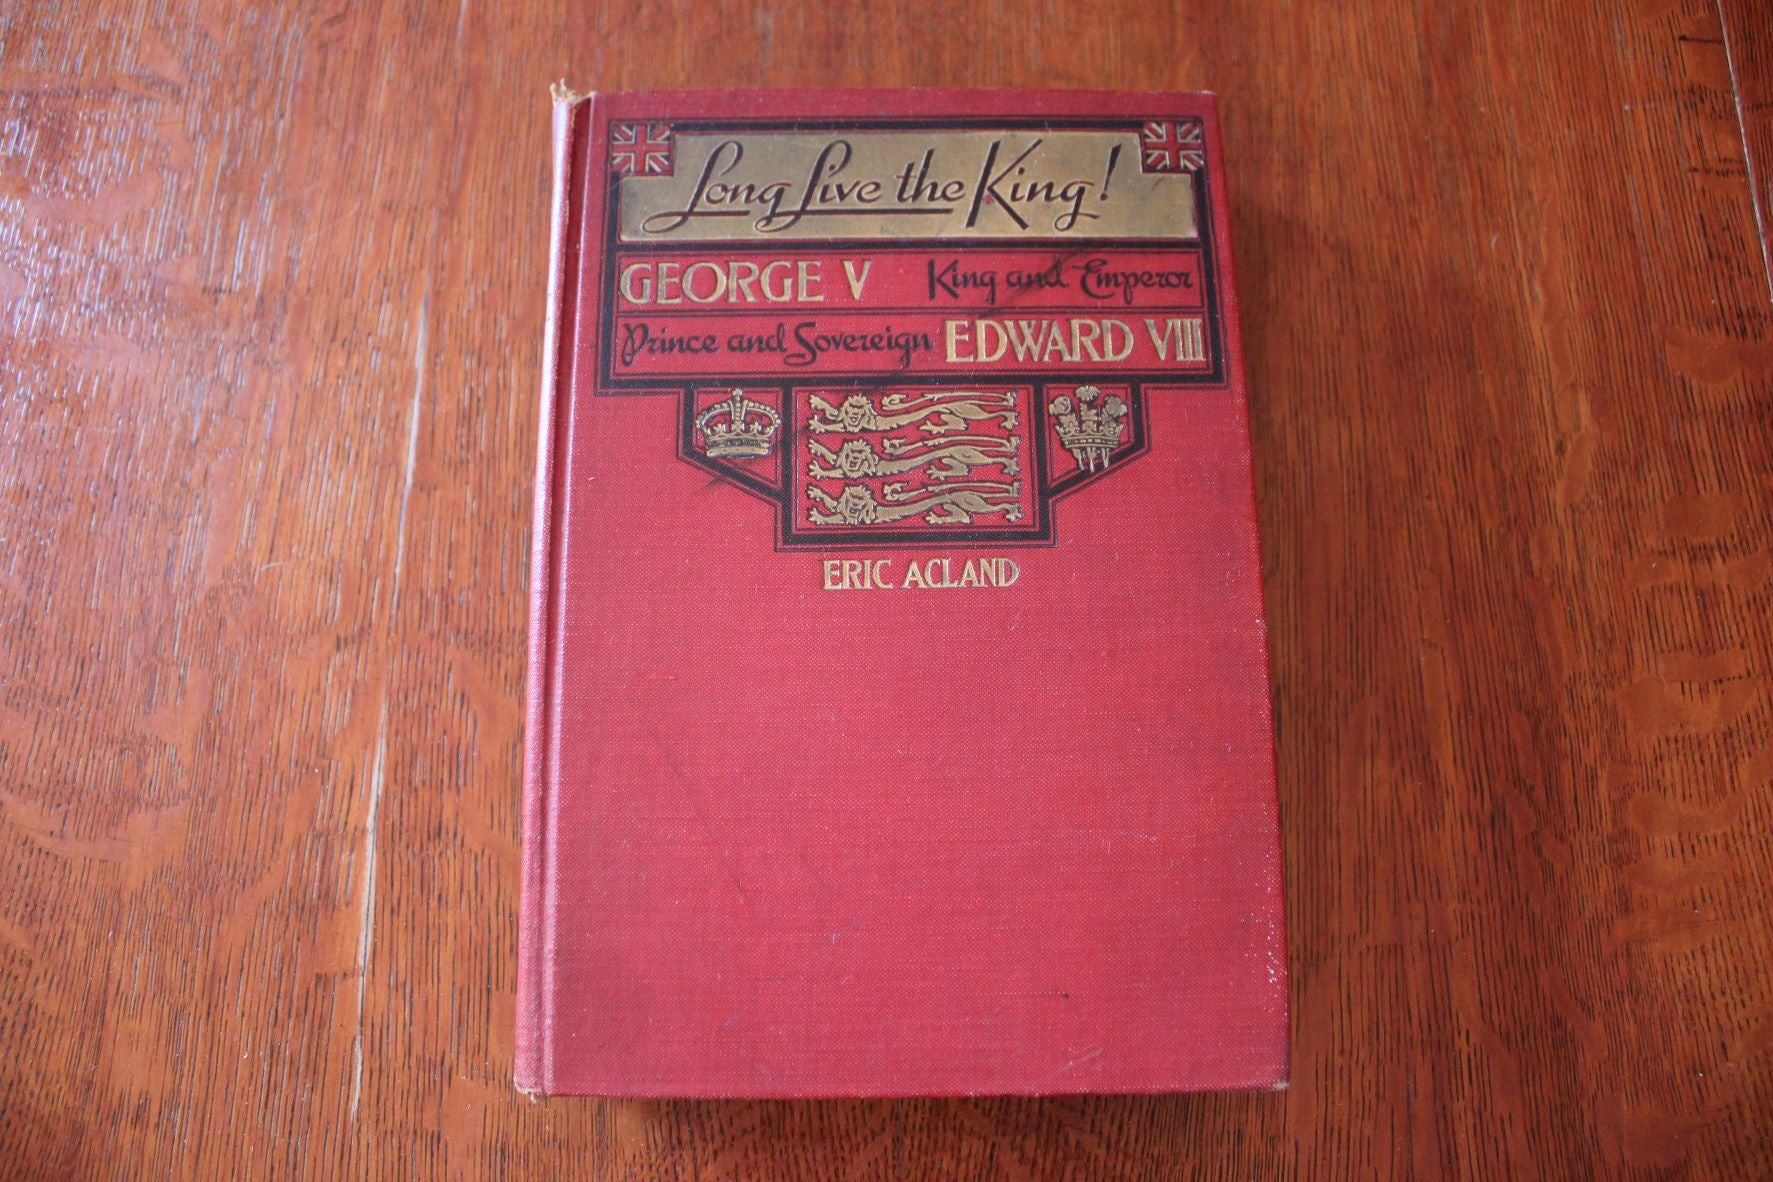 Long Live the King!
GEORGE V King and Emperor
Prince and Sovereign EDWARD VIII
ERIC ACLAND